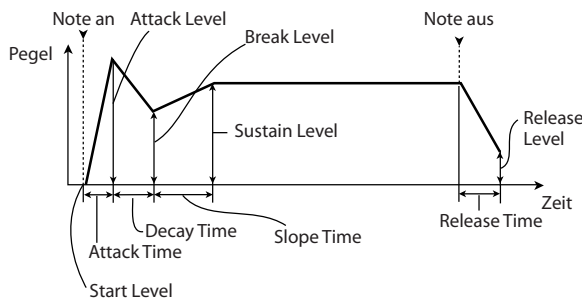 Note an
Note aus
Attack Level
Pegel
Break Level
Sustain Level
Release
Level
Zeit
Decay Time
Slope Time
Release Time
Attack Time
Start Level